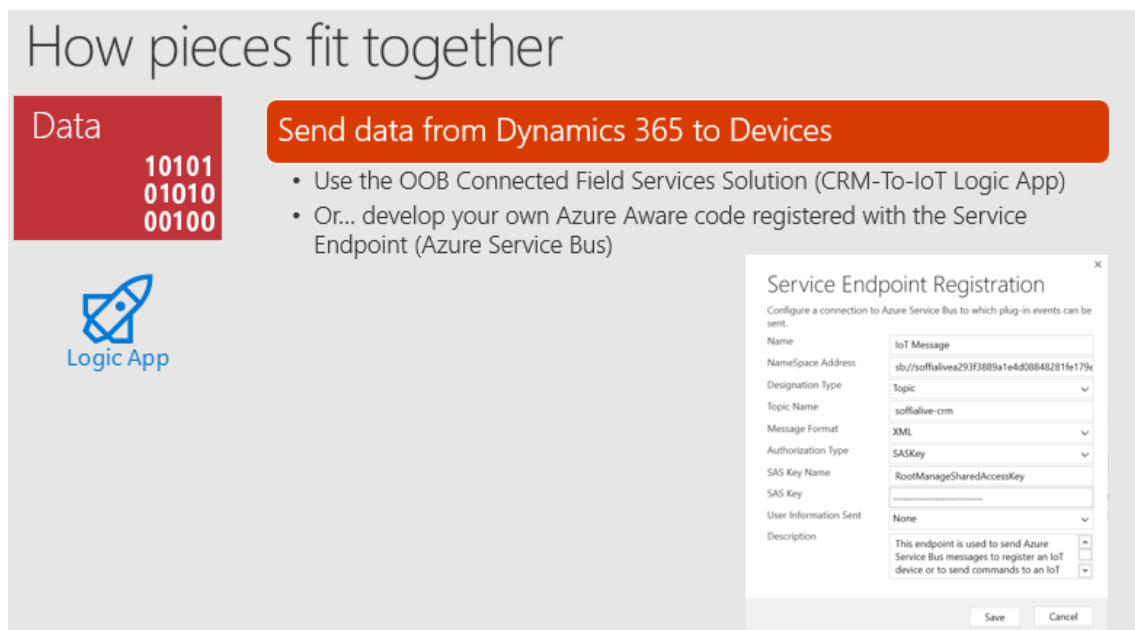 How pieces fit together
Data
10101
01010
00100
Logic App
Send data from Dynamics 365 to Devices
• Use the OOB Connected Field Services Solution (CRM-To-IoT Logic App)
• Or... develop your own Azure Aware code registered with the Service
Endpoint (Azure Service Bus)
Service Endpoint Registration
Configure a connection to Azure Service Bus to which plug-in events can be
sent.
Name IoT Message
NameSpace Address sb://soffialivea293f3889a1e4d08848281fe179e
Designation Type Topic
Topic Name soffialive-crm
Message Format XML
Authorization Type SASKey
SAS Key Name RootManageSharedAccessKey
SAS Key
User Information Sent None
Description This endpoint is used to send Azure
Service Bus messages to register an IoT
device or to send commands to an IoT
Save Cancel